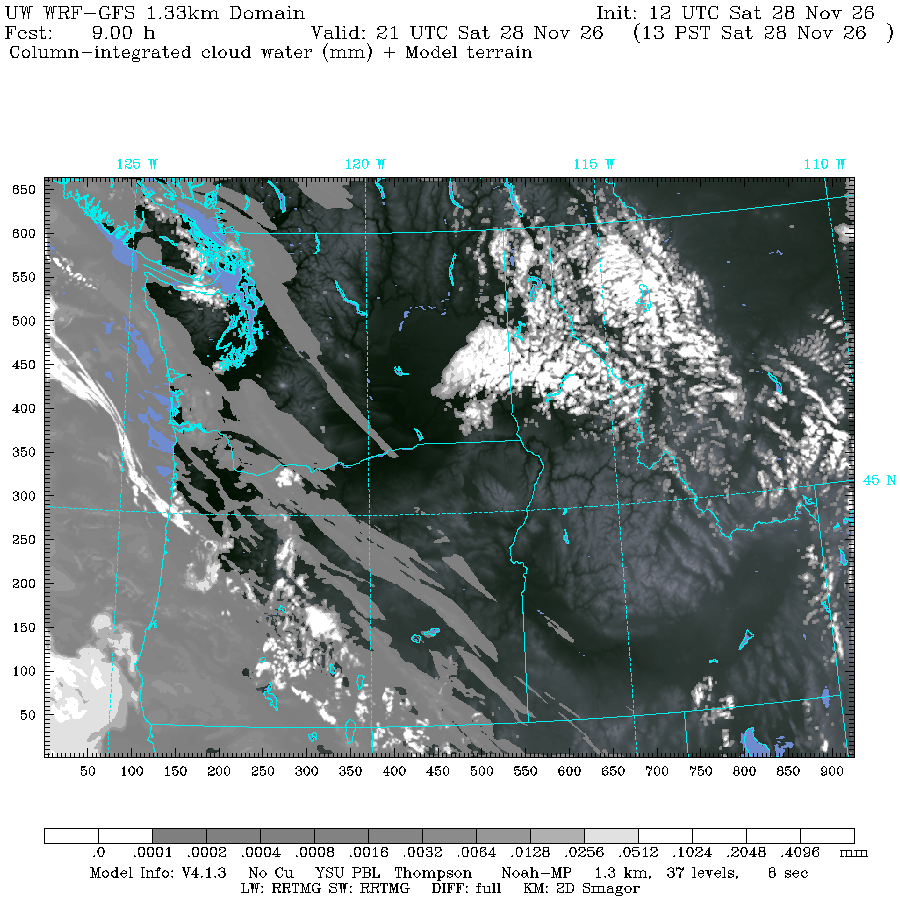 UW WRF-GFS 1.33km Domain Init: 12 UTC Sat 28 Nov 26
Fcst: 9.00 h Valid: 21 UTC Sat 28 Nov 26 (13 PST Sat 28 Nov 26 )
Column-integrated cloud water (mm) + Model terrain
125 W 120 W 115 W 110 W
650
600
550
500
450
400
350
45 N
300
250
200
150
100
50
50 100 150 200 250 300 350 400 450 500 550 600 650 700 750 800 850 900
.0 .0001 .0002 .0004 .0008 .0016 .0032 .0064 .0128 .0256 .0512 .1024 .2048 .4096 mm
Model Info: V4.1.3 No Cu YSU PBL Thompson Noah-MP 1.3 km, 37 levels, 8 sec
LW: RRTMG SW: RRTMG DIFF: full KM: 2D Smagor